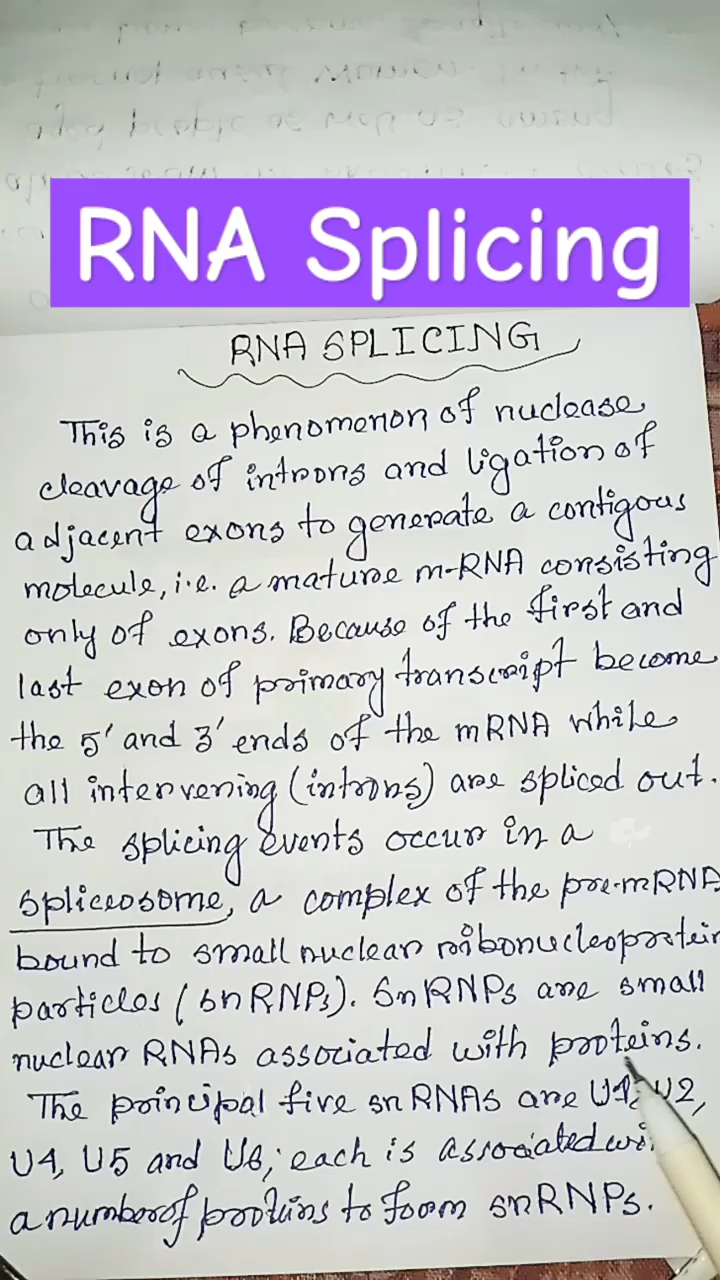 RNA Splicing
RNA SPLICING
This is a phenomenon of nuclease
cleavage of introns and ligation of
adjacent exons to generate a contigous
molecule, i.e. a mature m-RNA consisting
only of exons. Because of the first and
last exon of primary transcript become
the 5' and 3' ends of the mRNA while
all intervening (introns) are spliced out.
The splicing events occur in a
spliceosome, a complex of the pre-mRNA
bound to small nuclear ribonucleoprotein
particles (snRNPs). SnRNPs are small
nuclear RNAs associated with proteins.
The principal five snRNAs are U1, U2,
U4, U5 and U6; each is associated
a number of proteins to form snRNPs.